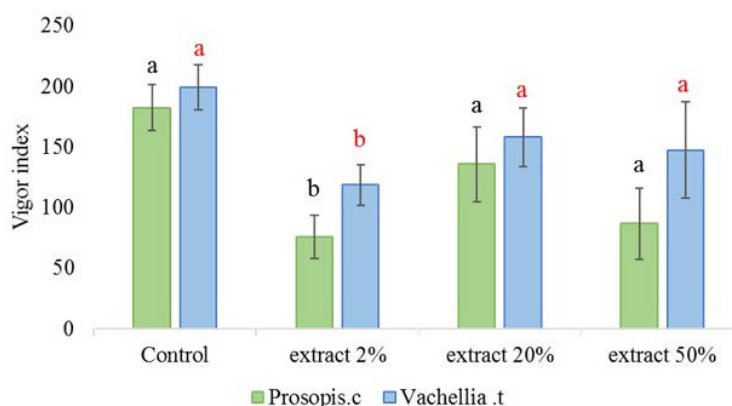 250
200
150
100
50
0
Vigor index
a
a
b
b
a
a
a
a
Control
extract 2%
extract 20%
extract 50%
Prosopis.c
Vachellia .t